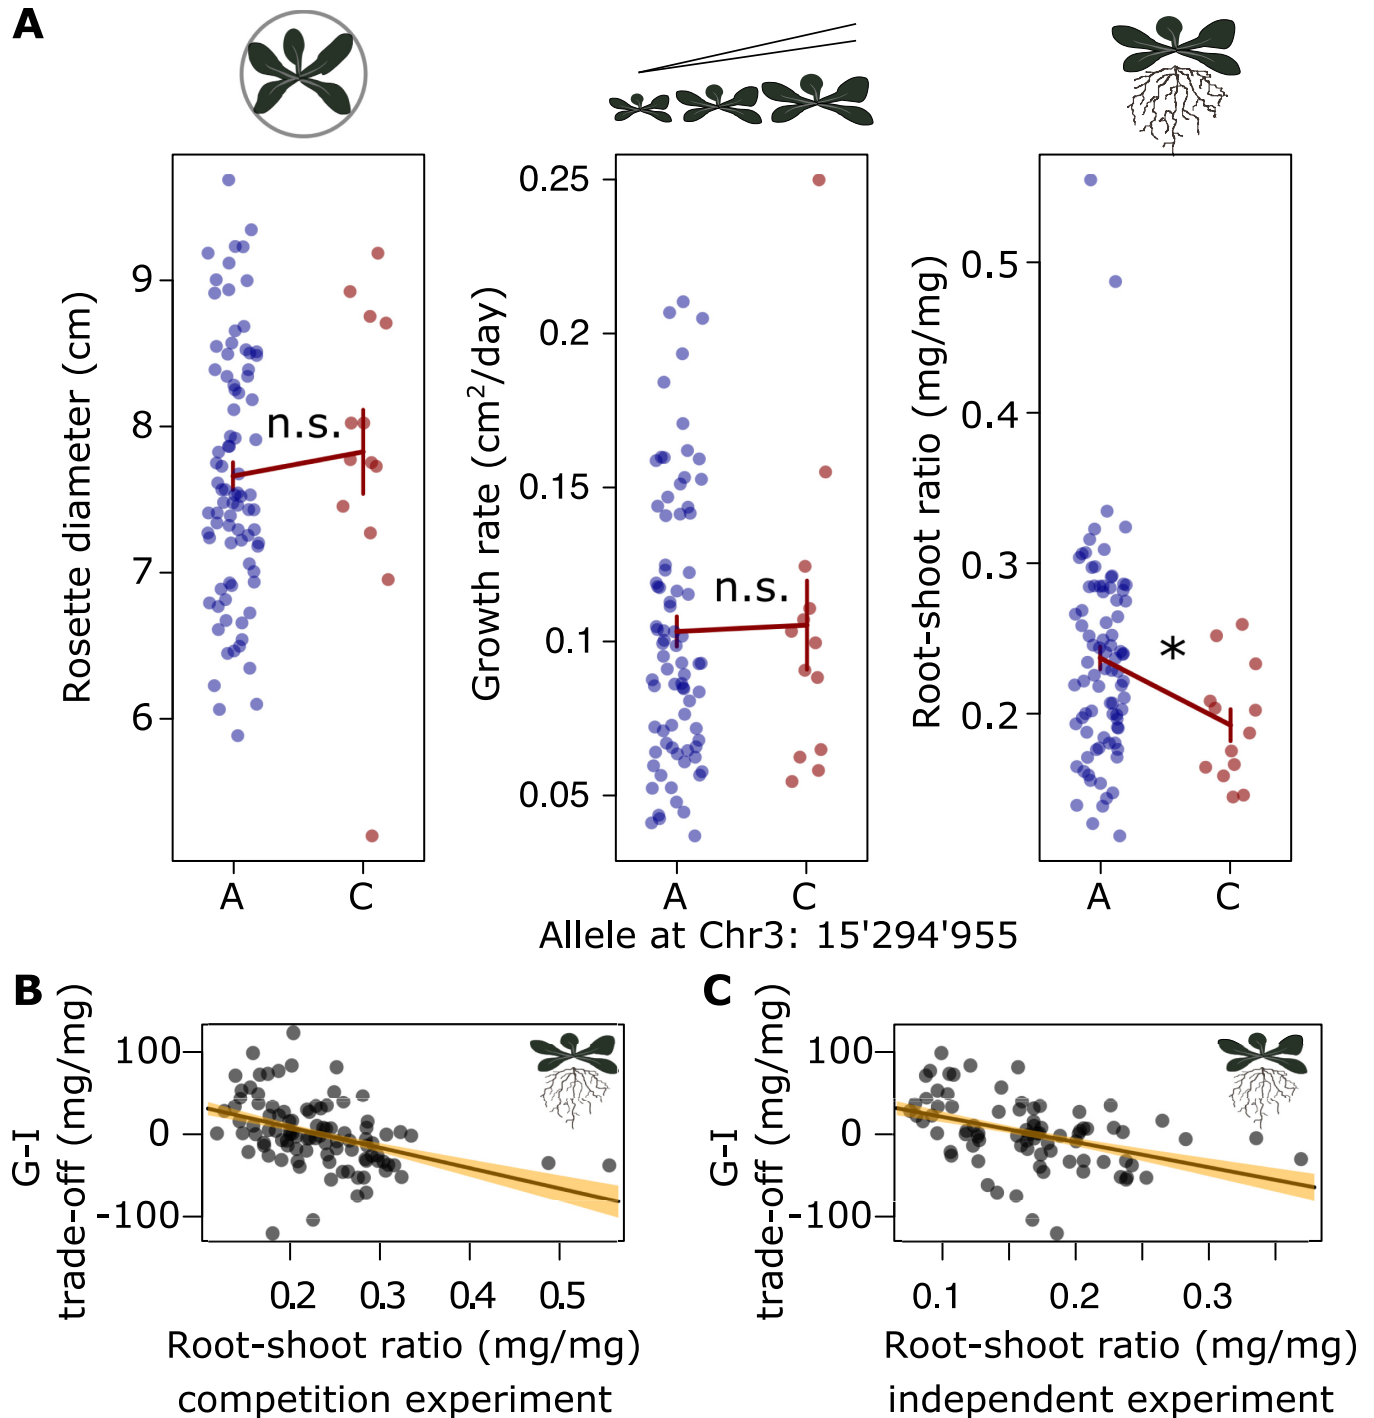 A
Rosette diameter (cm)
9
8
7
6
n.s.
A C
Growth rate (cm²/day)
0.25
0.2
0.15
0.1
0.05
n.s.
A C
Root-shoot ratio (mg/mg)
0.5
0.4
0.3
0.2
*
A C
Allele at Chr3: 15'294'955
B
G-I
trade-off (mg/mg)
100
0
-100
0.2 0.3 0.4 0.5
Root-shoot ratio (mg/mg)
competition experiment
C
G-I
trade-off (mg/mg)
100
0
-100
0.1 0.2 0.3
Root-shoot ratio (mg/mg)
independent experiment